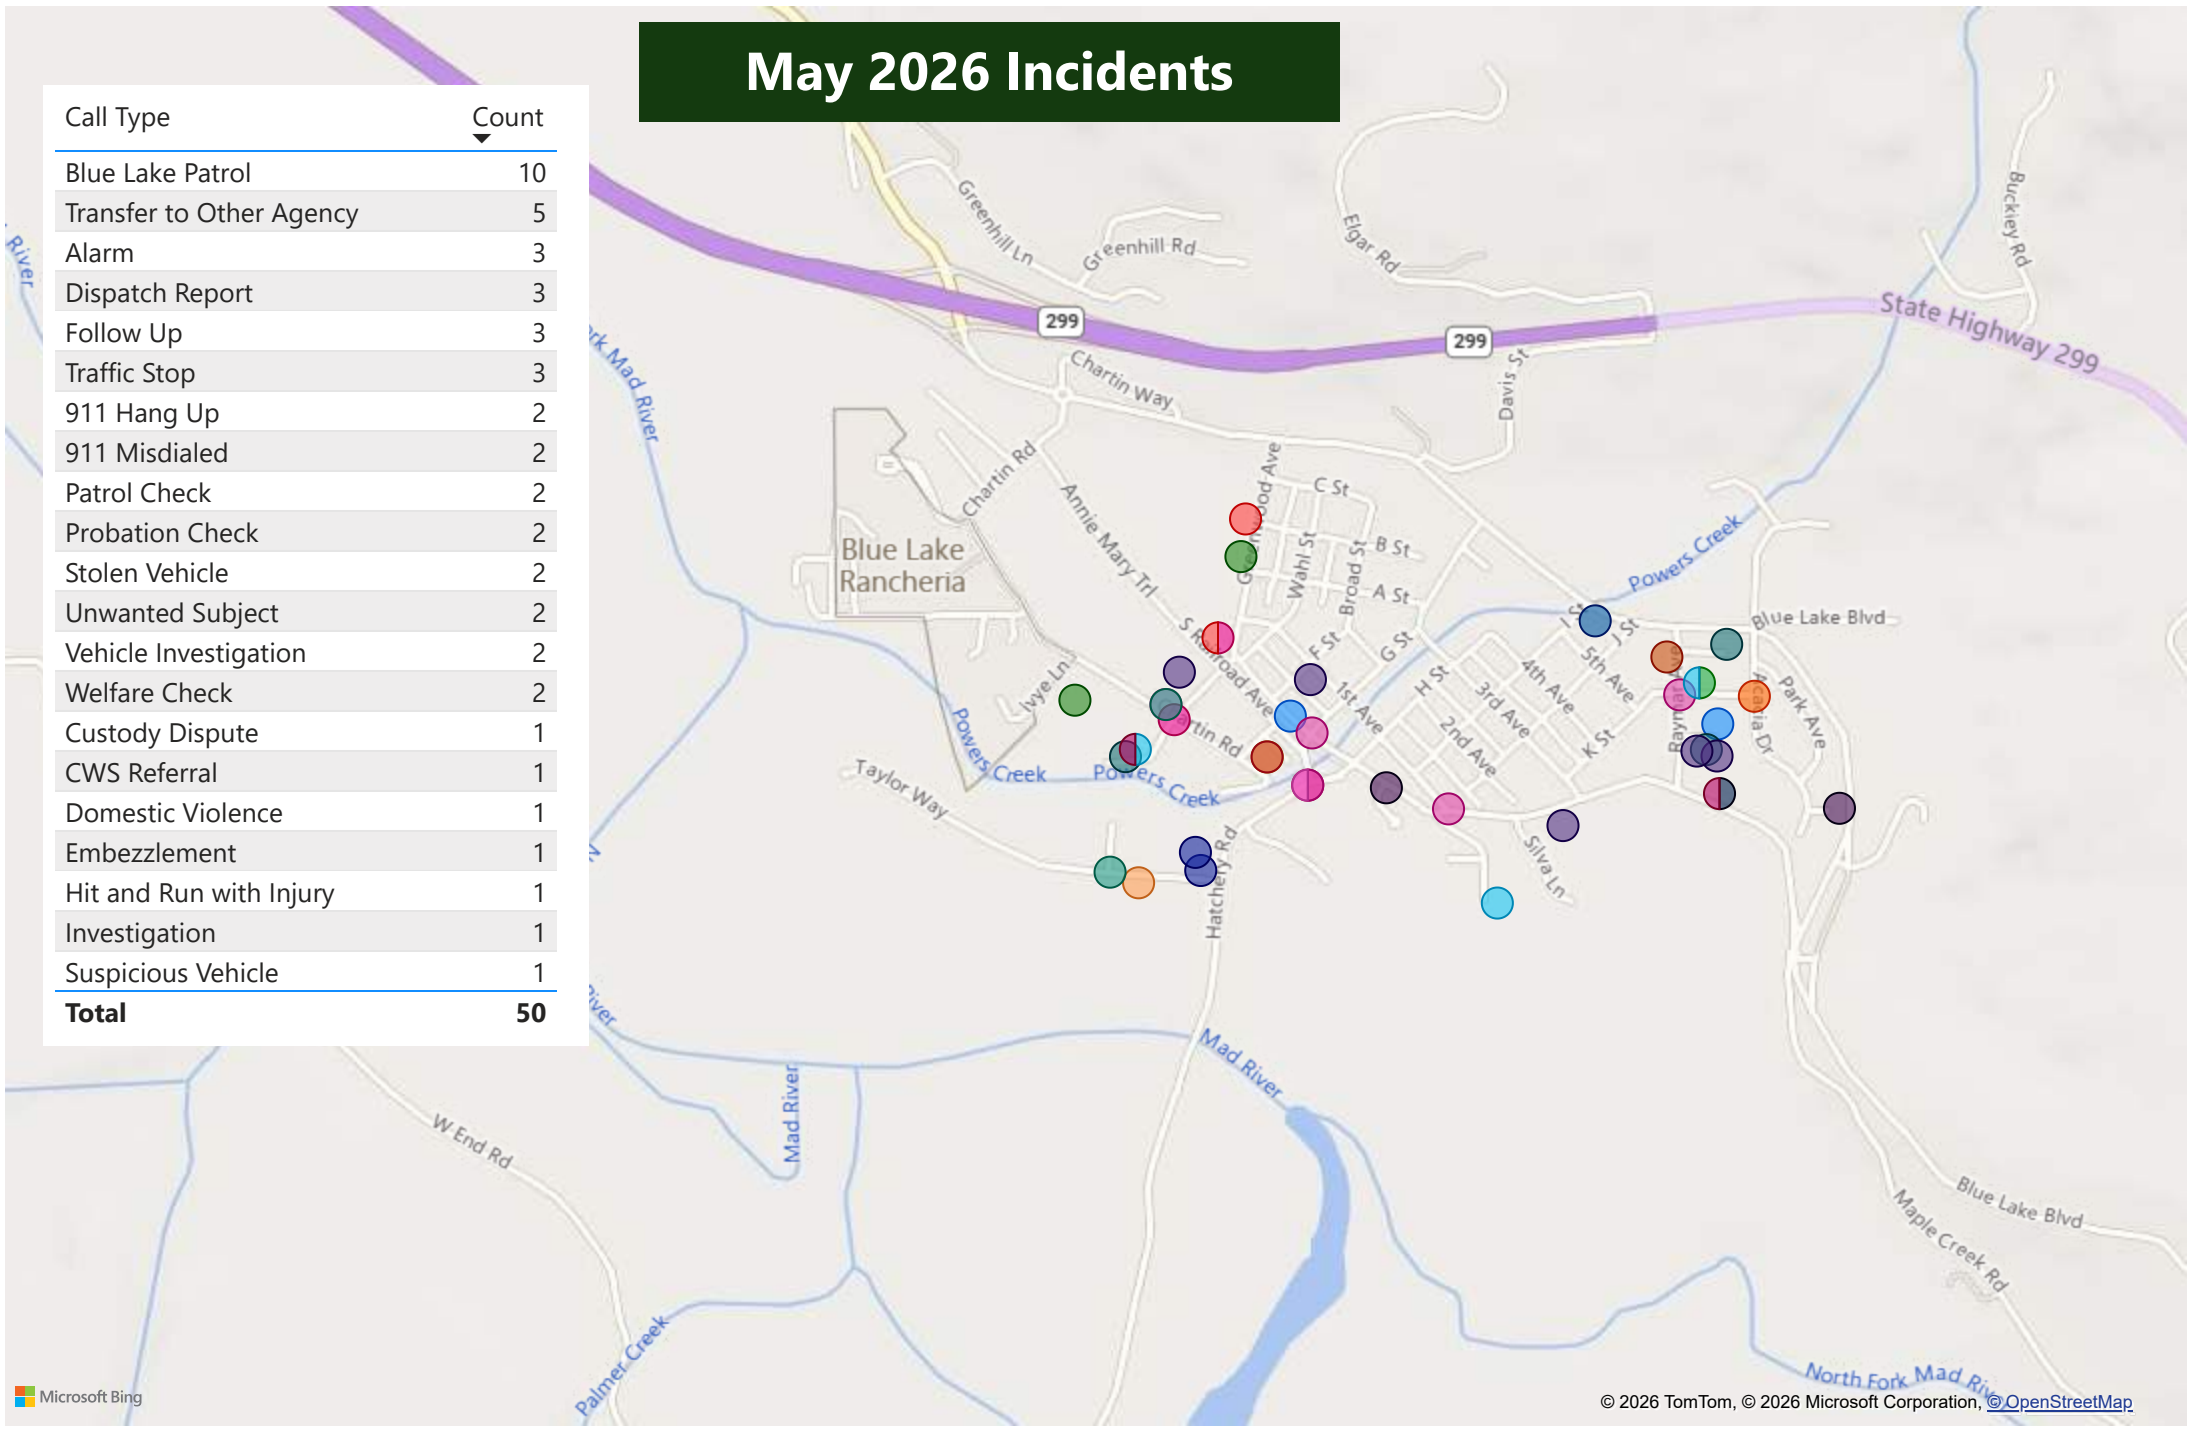 May 2026 Incidents
Call Type Count
Blue Lake Patrol 10
Transfer to Other Agency 5
Alarm 3
Dispatch Report 3
Follow Up 3
Traffic Stop 3
911 Hang Up 2
911 Misdialed 2
Patrol Check 2
Probation Check 2
Stolen Vehicle 2
Unwanted Subject 2
Vehicle Investigation 2
Welfare Check 2
Custody Dispute 1
CWS Referral 1
Domestic Violence 1
Embezzlement 1
Hit and Run with Injury 1
Investigation 1
Suspicious Vehicle 1
Total 50
River
Mad River
Greenhill Ln
Greenhill Rd
Elgar Rd
Buckley Rd
299
299
State Highway 299
Chartin Way
Davis St
Chartin Rd
Annie Mary Trl
C St
B St
A St
Wahl St
Broad St
Blue Lake
Rancheria
Powers Creek
Blue Lake Blvd
I St
J St
F St
G St
H St
K St
1st Ave
2nd Ave
3rd Ave
4th Ave
5th Ave
Park Ave
Ivye Ln
Powers Creek
Powers Creek
Taylor Way
Hatchery Rd
Silva Ln
River
Mad River
Mad River
W End Rd
Palmer Creek
Blue Lake Blvd
Maple Creek Rd
North Fork Mad
Microsoft Bing
© 2026 TomTom, © 2026 Microsoft Corporation, © OpenStreetMap